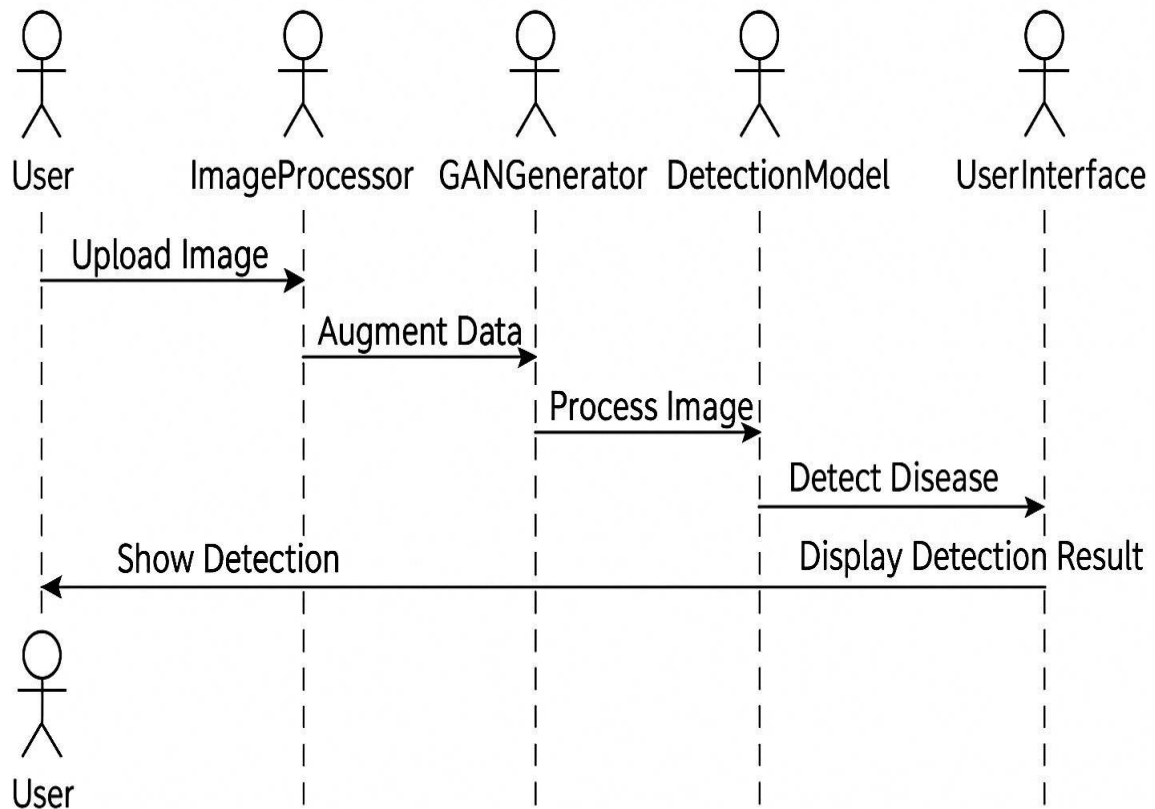 User
ImageProcessor
GANGenerator
DetectionModel
UserInterface
Upload Image
Augment Data
Process Image
Detect Disease
Show Detection
Display Detection Result
User